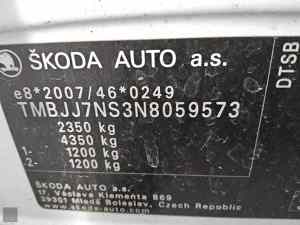 ŠKODA AUTO a.s.
e8*2007/46*0249
TMBJJ7NS3N8059573
2350 kg
4350 kg
1- 1200 kg
2- 1200 kg
ŠKODA AUTO a.s.
17. Václava Klementa 869
29301 Mladá Boleslav, Czech Republic
www.skoda-auto.com
DTSB